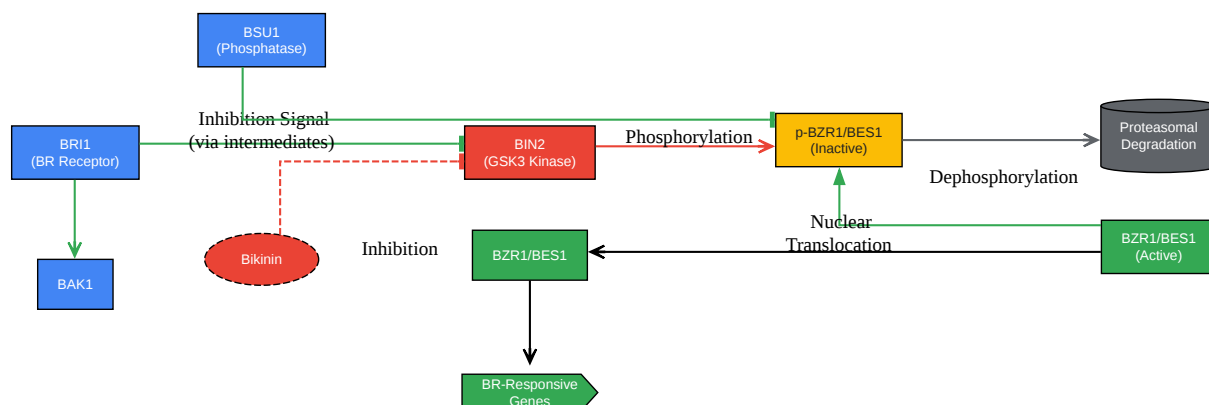 BSU1
(Phosphatase)
Inhibition Signal
(via intermediates)
BRI1
(BR Receptor)
BIN2
(GSK3 Kinase)
Phosphorylation
p-BZR1/BES1
(Inactive)
Proteasomal
Degradation
Dephosphorylation
Nuclear
Translocation
BZR1/BES1
(Active)
Bikinin
Inhibition
BZR1/BES1
BAK1
BR-Responsive
Genes